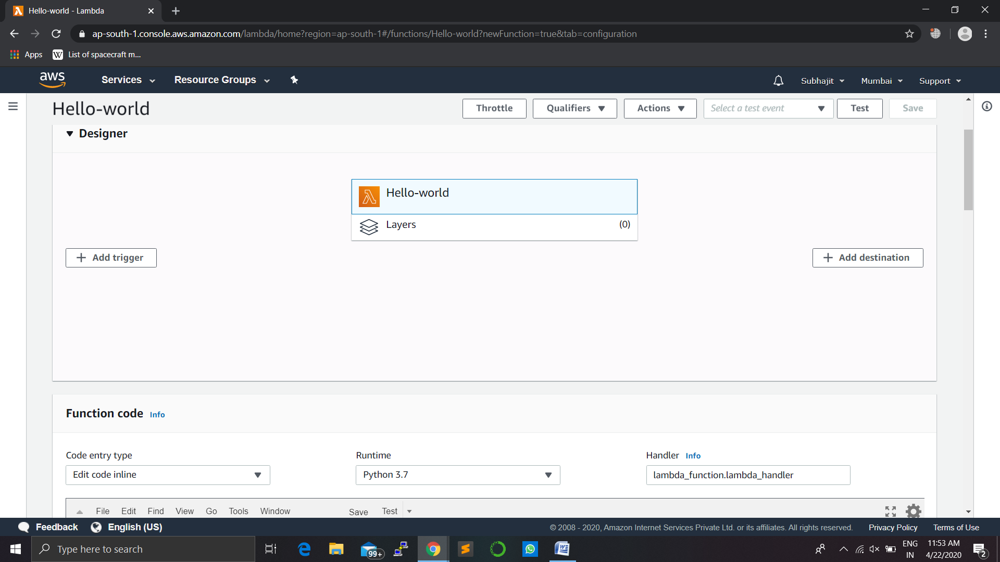 Hello-world - Lambda
ap-south-1.console.aws.amazon.com/lambda/home?region=ap-south-1#/functions/Hello-world?newFunction=true&tab=configuration
Apps W List of spacecraft m...
aws Services Resource Groups Subhajit Mumbai Support
Hello-world Throttle Qualifiers Actions Select a test event Test Save
Designer
Hello-world
Layers (0)
Add trigger Add destination
Function code Info
Code entry type Runtime Handler Info
Edit code inline Python 3.7 lambda_function.lambda_handler
File Edit Find View Go Tools Window Save Test
Feedback English (US) © 2008 - 2020, Amazon Internet Services Private Ltd. or its affiliates. All rights reserved. Privacy Policy Terms of Use
Type here to search 99+ W ENG 11:53 AM
IN 4/22/2020 2